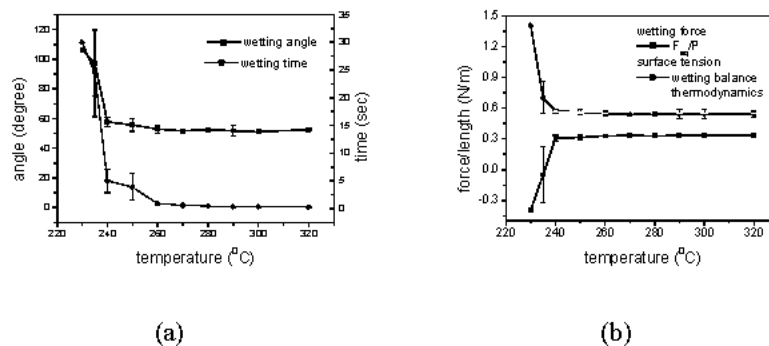 120
100
80
60
40
20
0
angle (degree)
wetting angle
wetting time
35
30
25
20
15
10
5
0
time (sec)
220 240 260 280 300 320
temperature (°C)
(a)
1.5
1.2
0.9
0.6
0.3
0.0
-0.3
force/length (N/m)
wetting force
F_eq/P
surface tension
wetting balance
thermodynamics
220 240 260 280 300 320
temperature (°C)
(b)